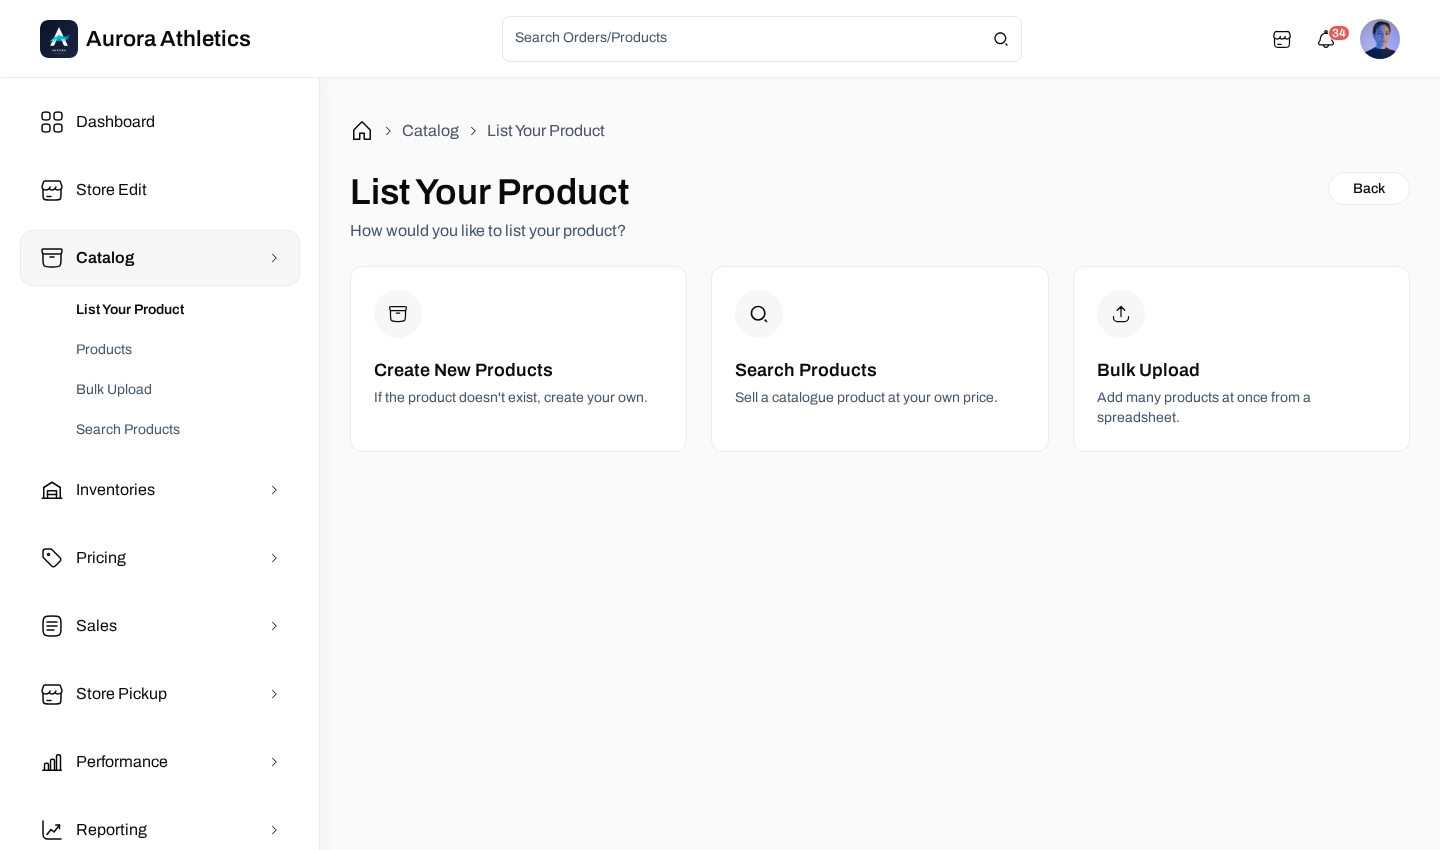 Aurora Athletics
Search Orders/Products
34
Dashboard
Store Edit
Catalog
List Your Product
Products
Bulk Upload
Search Products
Inventories
Pricing
Sales
Store Pickup
Performance
Reporting
Catalog
List Your Product
List Your Product
Back
How would you like to list your product?
Create New Products
If the product doesn't exist, create your own.
Search Products
Sell a catalogue product at your own price.
Bulk Upload
Add many products at once from a
spreadsheet.